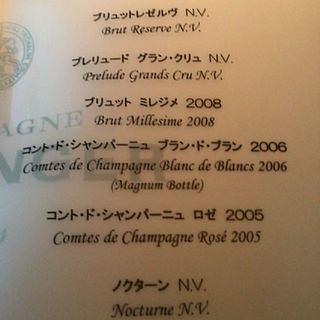 ブリュットレゼルヴ N.V.
Brut Reserve N.V.
プレリュード グラン・クリュ N.V.
Prelude Grands Cru N.V.
ブリュット ミレジメ 2008
Brut Millesime 2008
コント・ド・シャンパーニュ ブラン・ド・ブラン 2006
Comtes de Champagne Blanc de Blancs 2006
(Magnum Bottle)
コント・ド・シャンパーニュ ロゼ 2005
Comtes de Champagne Rosé 2005
ノクターン N.V.
Nocturne N.V.